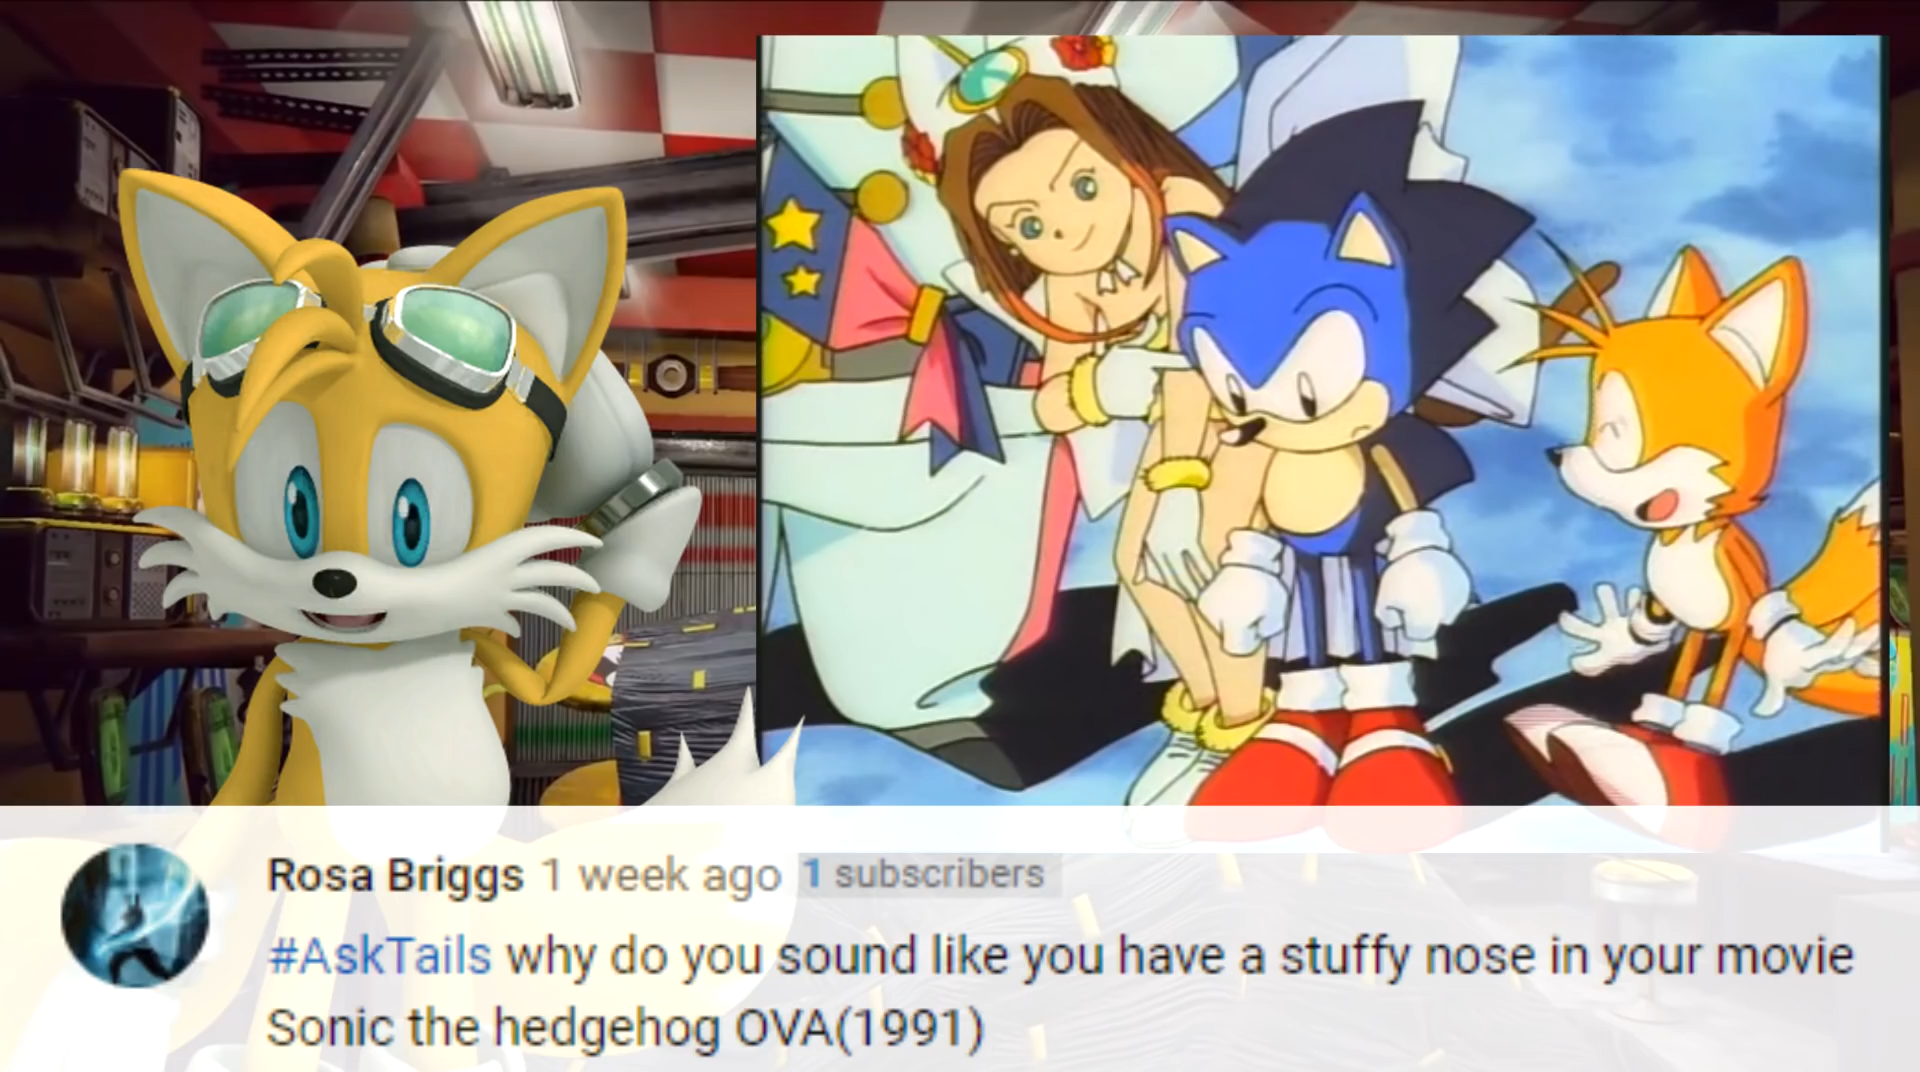 Rosa Briggs 1 week ago 1 subscribers
#AskTails why do you sound like you have a stuffy nose in your movie
Sonic the hedgehog OVA(1991)